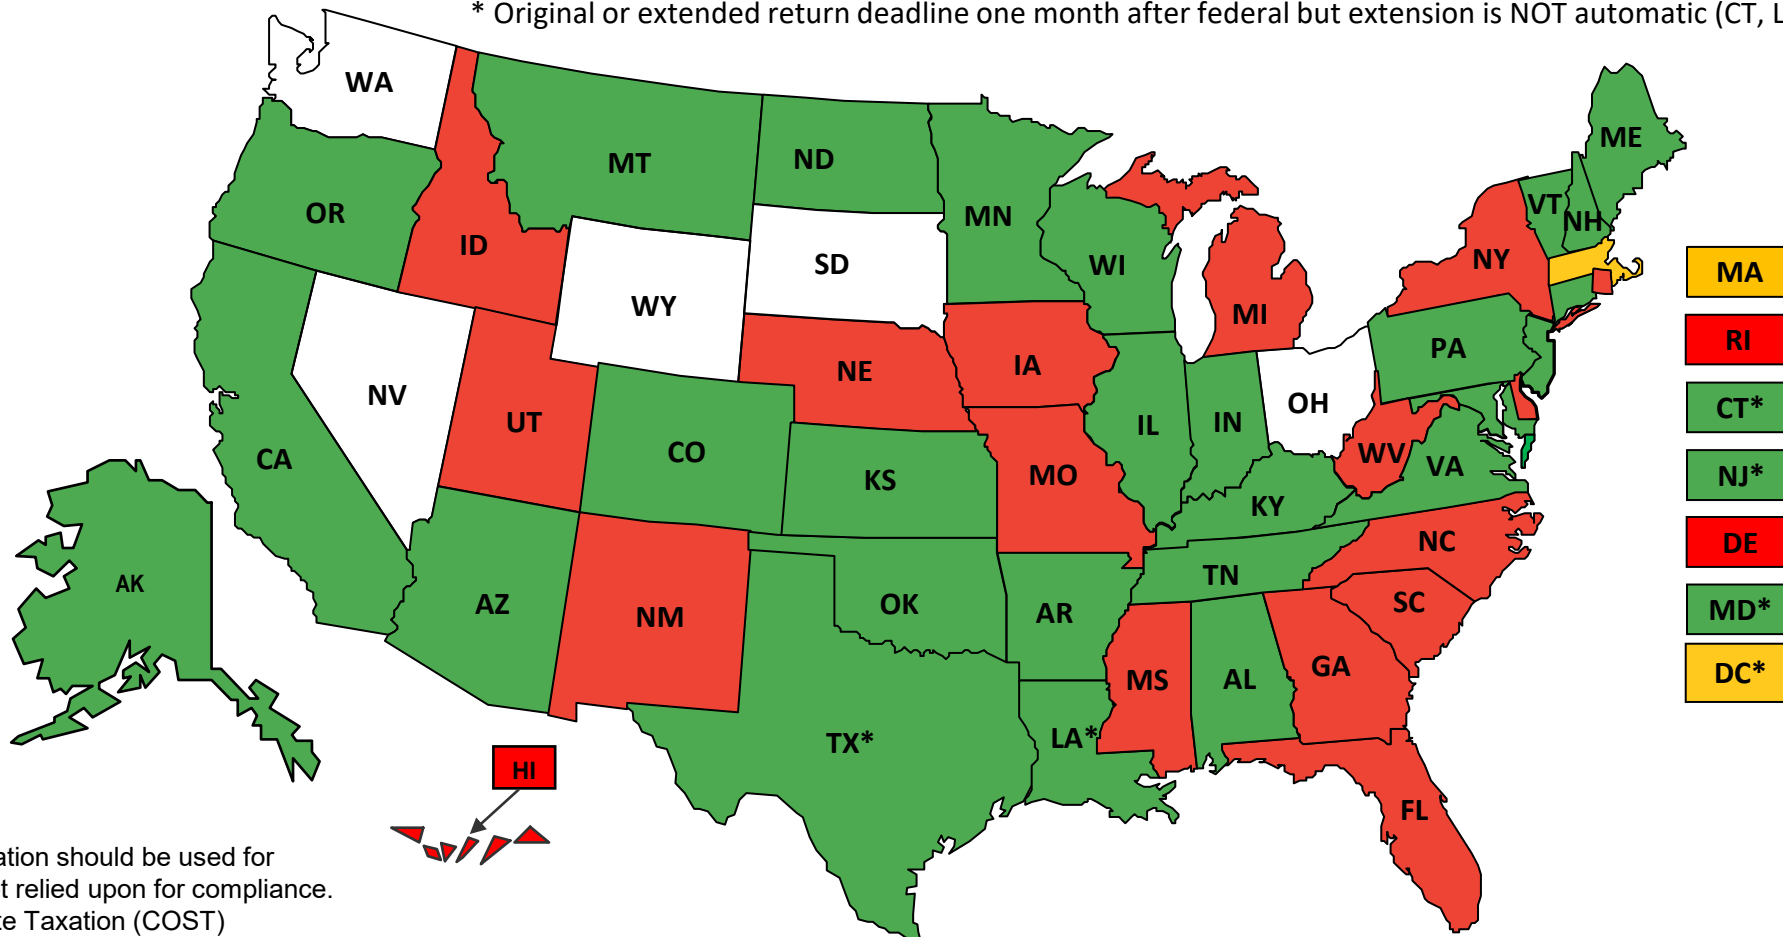 * Original or extended return deadline one month after federal but extension is NOT automatic (CT, L
WA
ME
MT
ND
VT
OR
MN
NH
ID
SD
WI
NY
MA
WY
MI
RI
PA
NE
IA
NV
OH
CT*
UT
IL
IN
CO
WV
CA
KS
MO
VA
NJ*
KY
NC
DE
AK
TN
AZ
OK
AR
SC
MD*
NM
GA
MS
AL
DC*
TX*
LA*
HI
FL
ation should be used for
t relied upon for compliance.
te Taxation (COST)